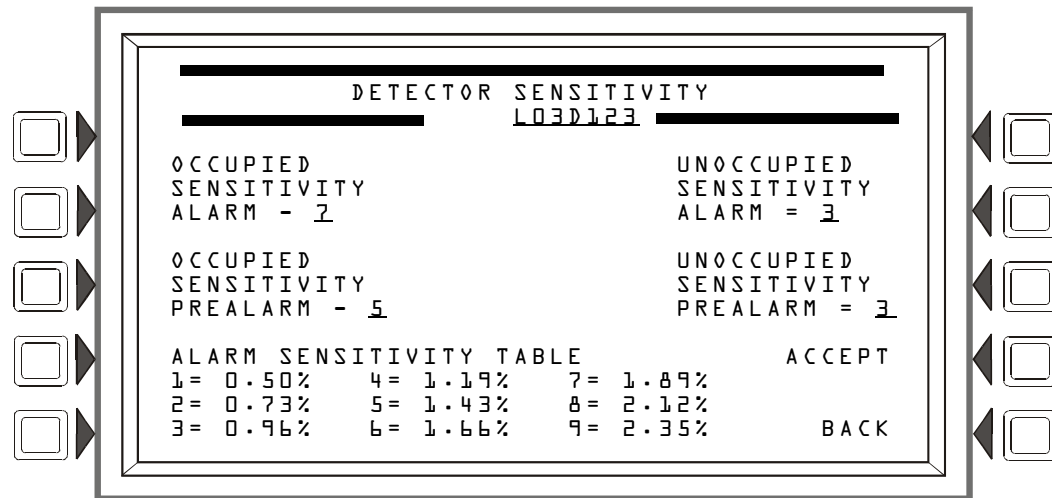 DETECTOR SENSITIVITY
L03D123
OCCUPIED
SENSITIVITY
ALARM - 7
UNOCCUPIED
SENSITIVITY
ALARM = 3
OCCUPIED
SENSITIVITY
PREALARM - 5
UNOCCUPIED
SENSITIVITY
PREALARM = 3
ALARM SENSITIVITY TABLE
1= 0.50% 4= 1.19% 7= 1.89%
2= 0.73% 5= 1.43% 8= 2.12%
3= 0.96% 6= 1.66% 9= 2.35%
ACCEPT
BACK